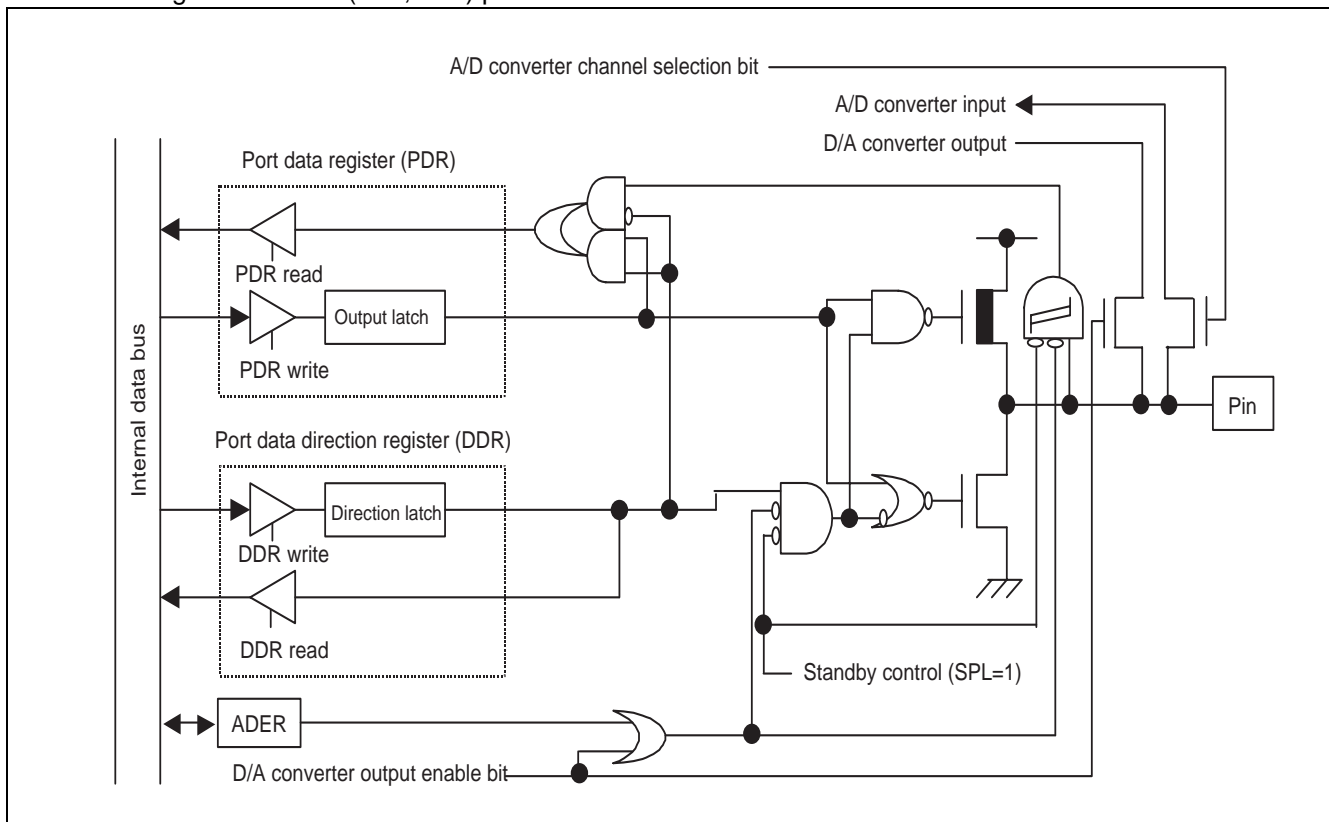 A/D converter channel selection bit
A/D converter input
D/A converter output
Port data register (PDR)
PDR read
Output latch
PDR write
Internal data bus
Pin
Port data direction register (DDR)
Direction latch
DDR write
DDR read
Standby control (SPL=1)
ADER
D/A converter output enable bit